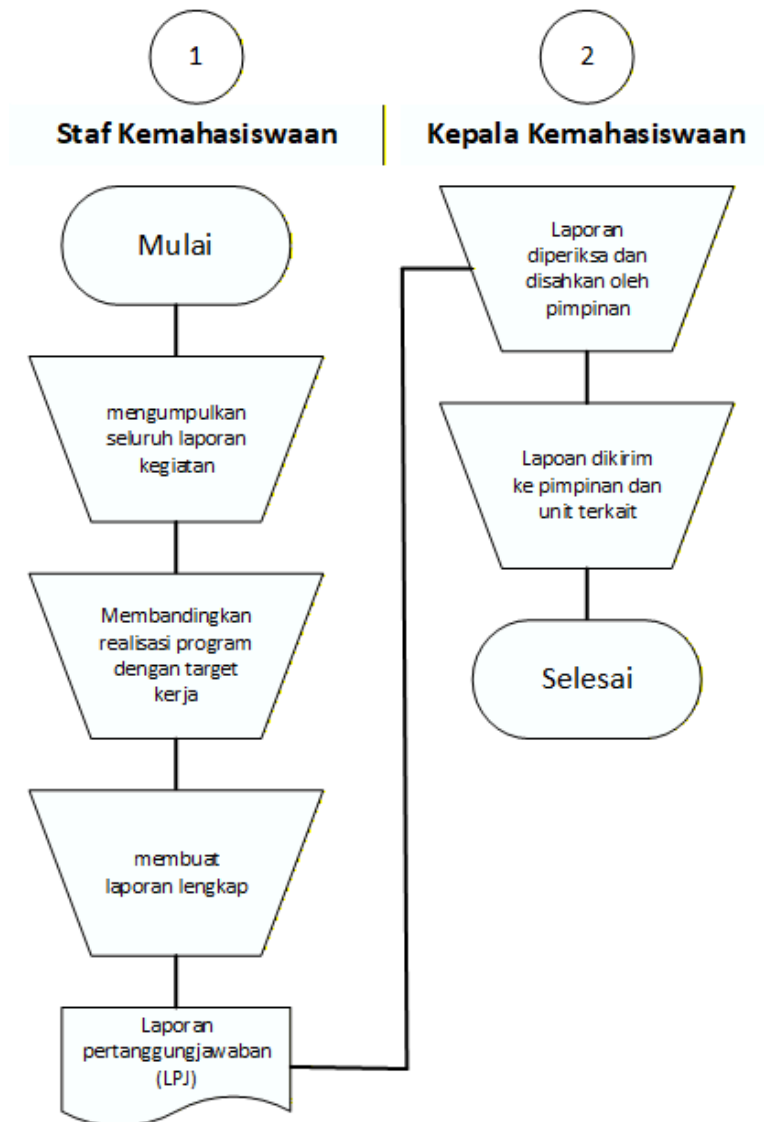 1
Staf Kemahasiswaan
Mulai
mengumpulkan
seluruh laporan
kegiatan
Membandingkan
realisasi program
dengan target
kerja
membuat
laporan lengkap
Laporan
pertanggungjawaban
(LPJ)
2
Kepala Kemahasiswaan
Laporan
diperiksa dan
disahkan oleh
pimpinan
Lapoan dikirim
ke pimpinan dan
unit terkait
Selesai